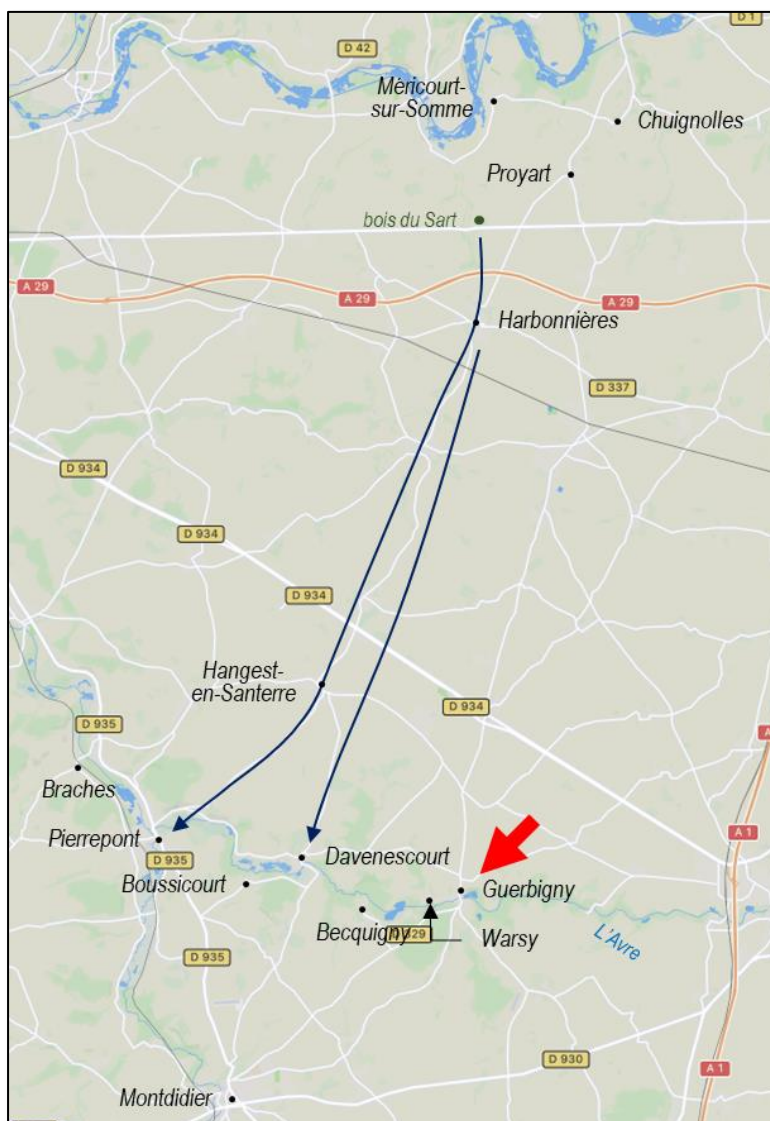 D 1
D 42
Méricourt-
sur-Somme
Chuignolles
Proyart
bois du Sart
A 29
A 29
A 29
Harbonnières
D 337
D 934
D 934
D 934
Hangest-
en-Santerre
D 934
D 935
Braches
A 1
Pierrepont
D 935
Davenescourt
Boussicourt
Guerbigny
Becquigny
Warsy
L'Avre
D 935
D 930
A 1
Montdidier